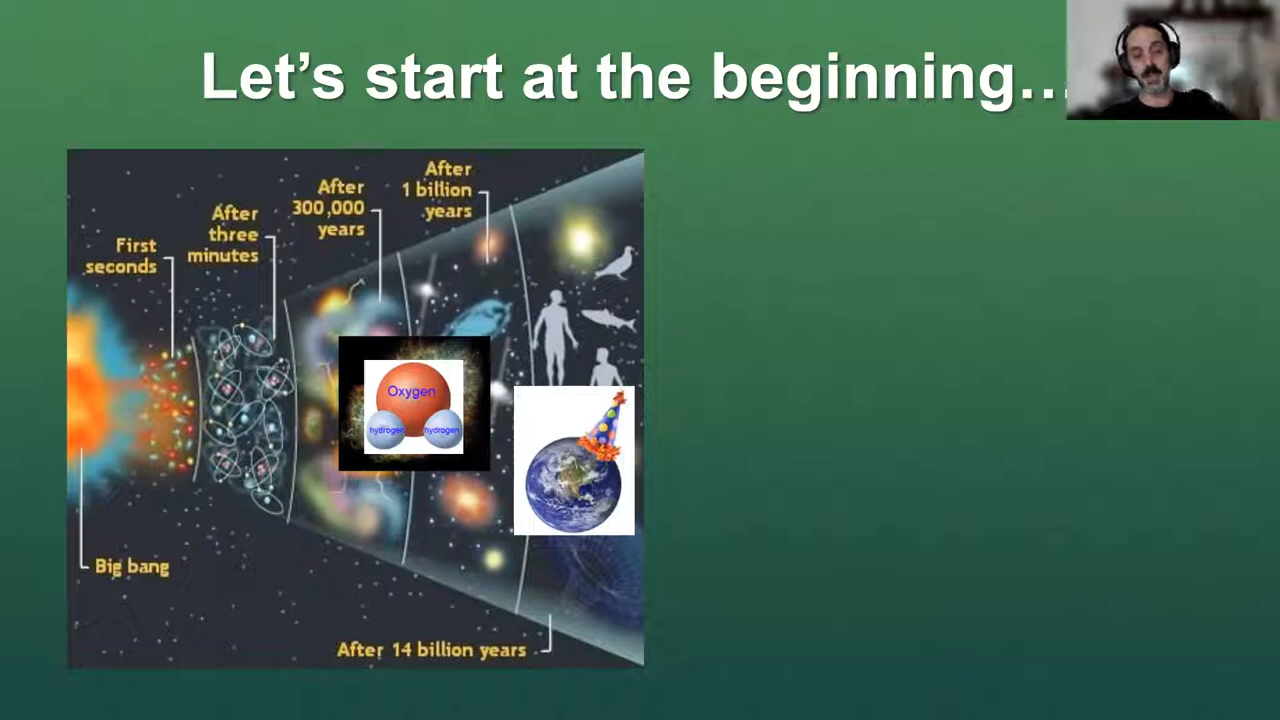 Let's start at the beginning…
After
1 billion
years
After
300,000
years
After
three
minutes
First
seconds
Oxygen
hydrogen
hydrogen
Big bang
After 14 billion years